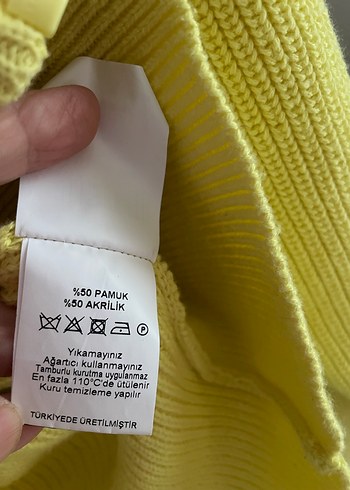 %50 PAMUK
%50 AKRİLİK
P
Yıkamayınız
Ağartıcı kullanmayınız
Tamburlu kurutma uygulanmaz
En fazla 110°C'de ütülenir
Kuru temizleme yapılır
TÜRKİYEDE ÜRETİLMİŞTİR